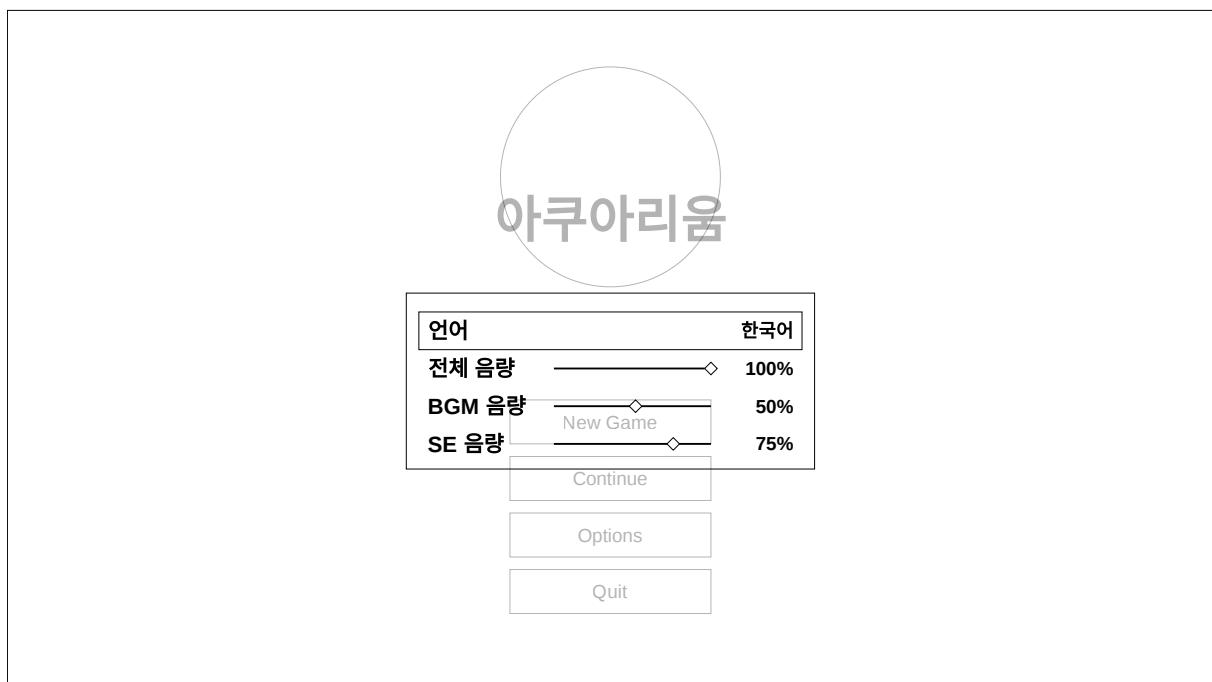 아쿠아리움
언어 한국어
전체 음량 100%
BGM 음량 50%
New Game
SE 음량 75%
Continue
Options
Quit